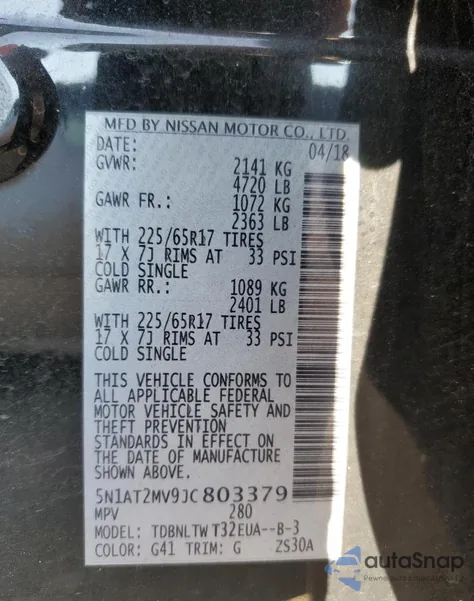 MFD BY NISSAN MOTOR CO., LTD.
DATE: 04/18
GVWR: 2141 KG
4720 LB
GAWR FR.: 1072 KG
2363 LB
WITH 225/65R17 TIRES
17 X 7J RIMS AT 33 PSI
COLD SINGLE
GAWR RR.: 1089 KG
2401 LB
WITH 225/65R17 TIRES
17 X 7J RIMS AT 33 PSI
COLD SINGLE
THIS VEHICLE CONFORMS TO
ALL APPLICABLE FEDERAL
MOTOR VEHICLE SAFETY AND
THEFT PREVENTION
STANDARDS IN EFFECT ON
THE DATE OF MANUFACTURE
SHOWN ABOVE.
5N1AT2MV9JC803379
MPV 280
MODEL: TDBNLTW T32EUA--B-3
COLOR: G41 TRIM: G ZS30A
autoSnap